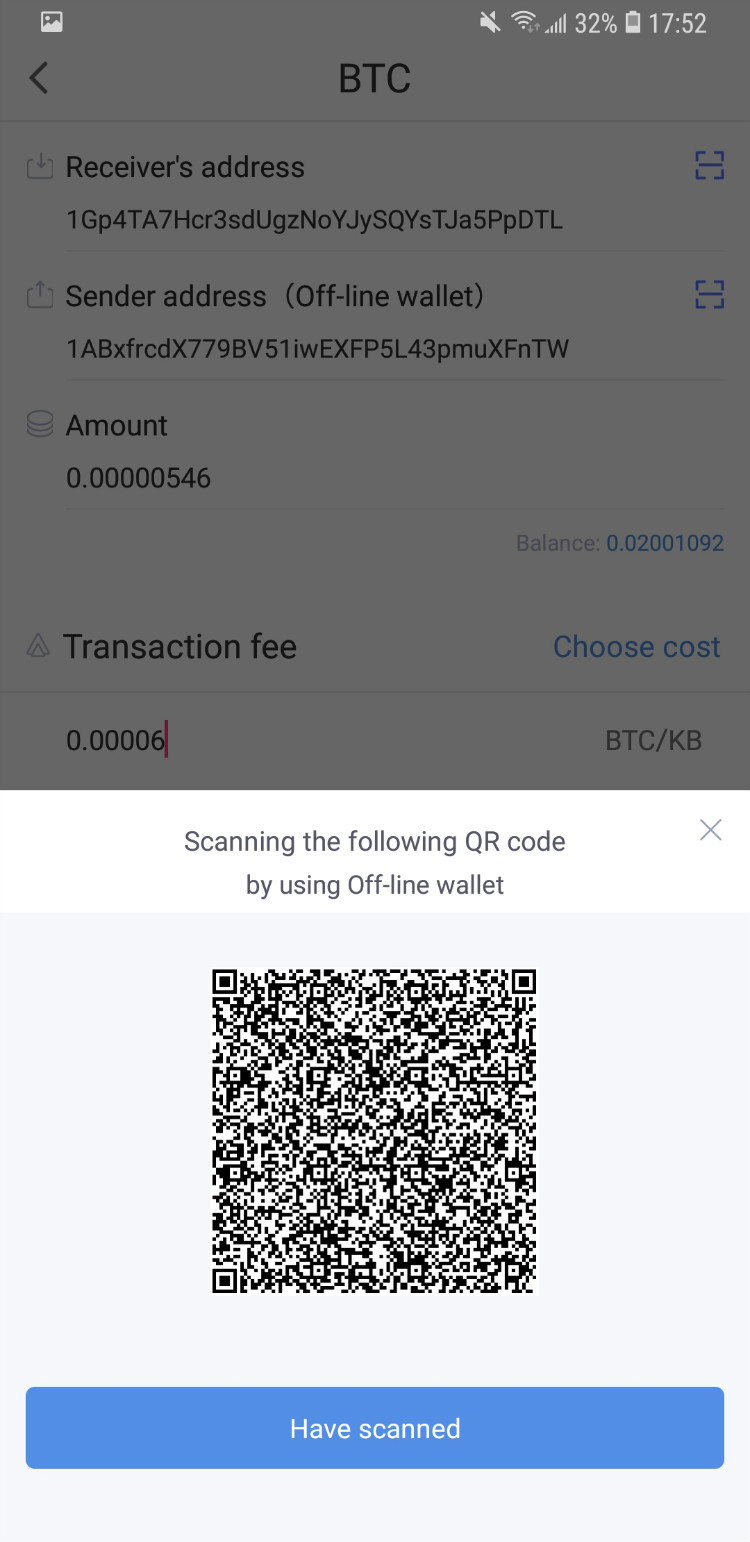 32% 17:52
BTC
Receiver's address
1Gp4TA7Hcr3sdUgzNoYJySQYsTJa5PpDTL
Sender address（Off-line wallet）
1ABxfrcdX779BV51iwEXFP5L43pmuXFnTW
Amount
0.00000546
Balance: 0.02001092
Transaction fee Choose cost
0.00006 BTC/KB
Scanning the following QR code
by using Off-line wallet
Have scanned